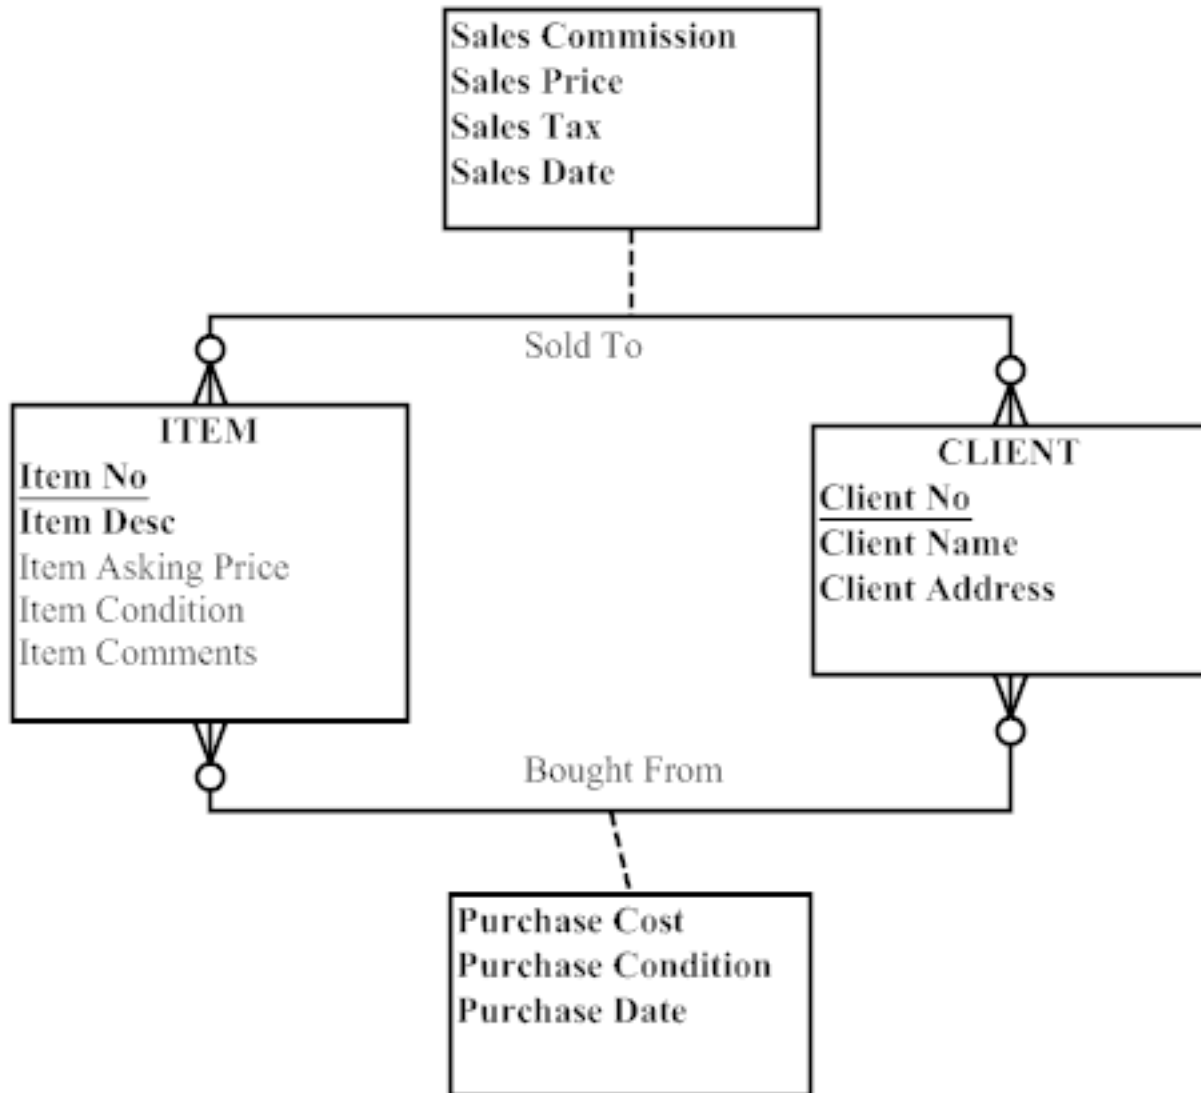 Sales Commission
Sales Price
Sales Tax
Sales Date
Sold To
ITEM
Item No
Item Desc
Item Asking Price
Item Condition
Item Comments
CLIENT
Client No
Client Name
Client Address
Bought From
Purchase Cost
Purchase Condition
Purchase Date